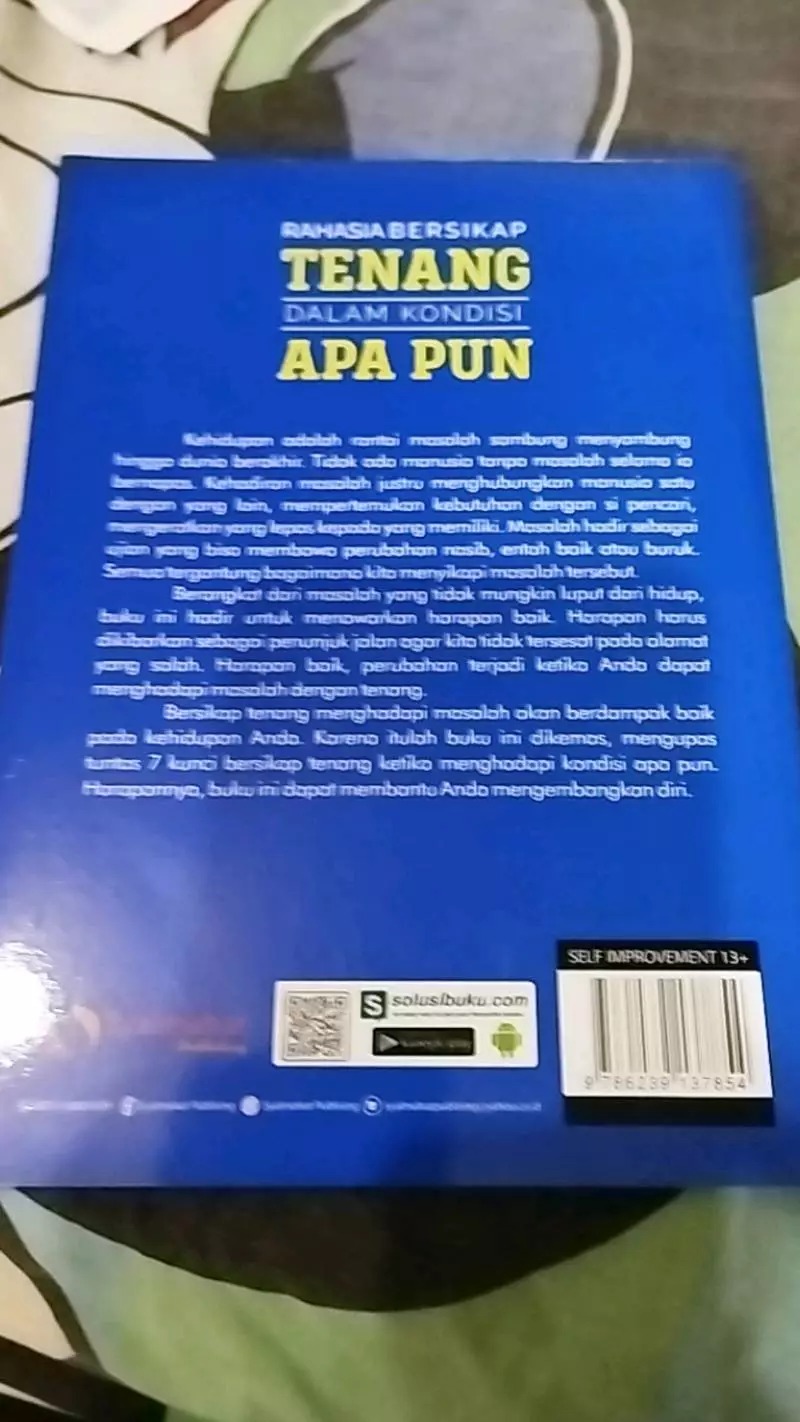 RAHASIA BERSIKAP
TENANG
DALAM KONDISI
APA PUN
Kehidupan adalah rantai masalah sambung menyambung
hingga dunia berakhir. Tidak ada manusia tanpa masalah selama ia
bernapas. Kehadiran masalah justru menghubungkan manusia satu
dengan yang lain, mempertemukan kebutuhan dengan si pencari,
yang lepas kepada yang memiliki. Masalah hadir sebagai
ujian yang bisa membawa perubahan nasib, entah baik atau buruk.
Semua tergantung bagaimana kita menyikapi masalah tersebut.
Berangkat dari masalah yang tidak mungkin luput dari hidup,
buku ini hadir untuk menawarkan harapan baik. Harapan harus
dikibarkan sebagai penunjuk jalan agar kita tidak tersesat pada alamat
yang salah. Harapan baik, perubahan terjadi ketika Anda dapat
menghadapi masalah dengan tenang.
Bersikap tenang menghadapi masalah akan berdampak baik
pada kehidupan Anda. Karena itulah buku ini dikemas, mengupas
tuntas 7 kunci bersikap tenang ketika menghadapi kondisi apa pun.
Harapannya, buku ini dapat membantu Anda mengembangkan diri.
SELF IMPROVEMENT 13+
S solusibuku.com
9 786239 137854